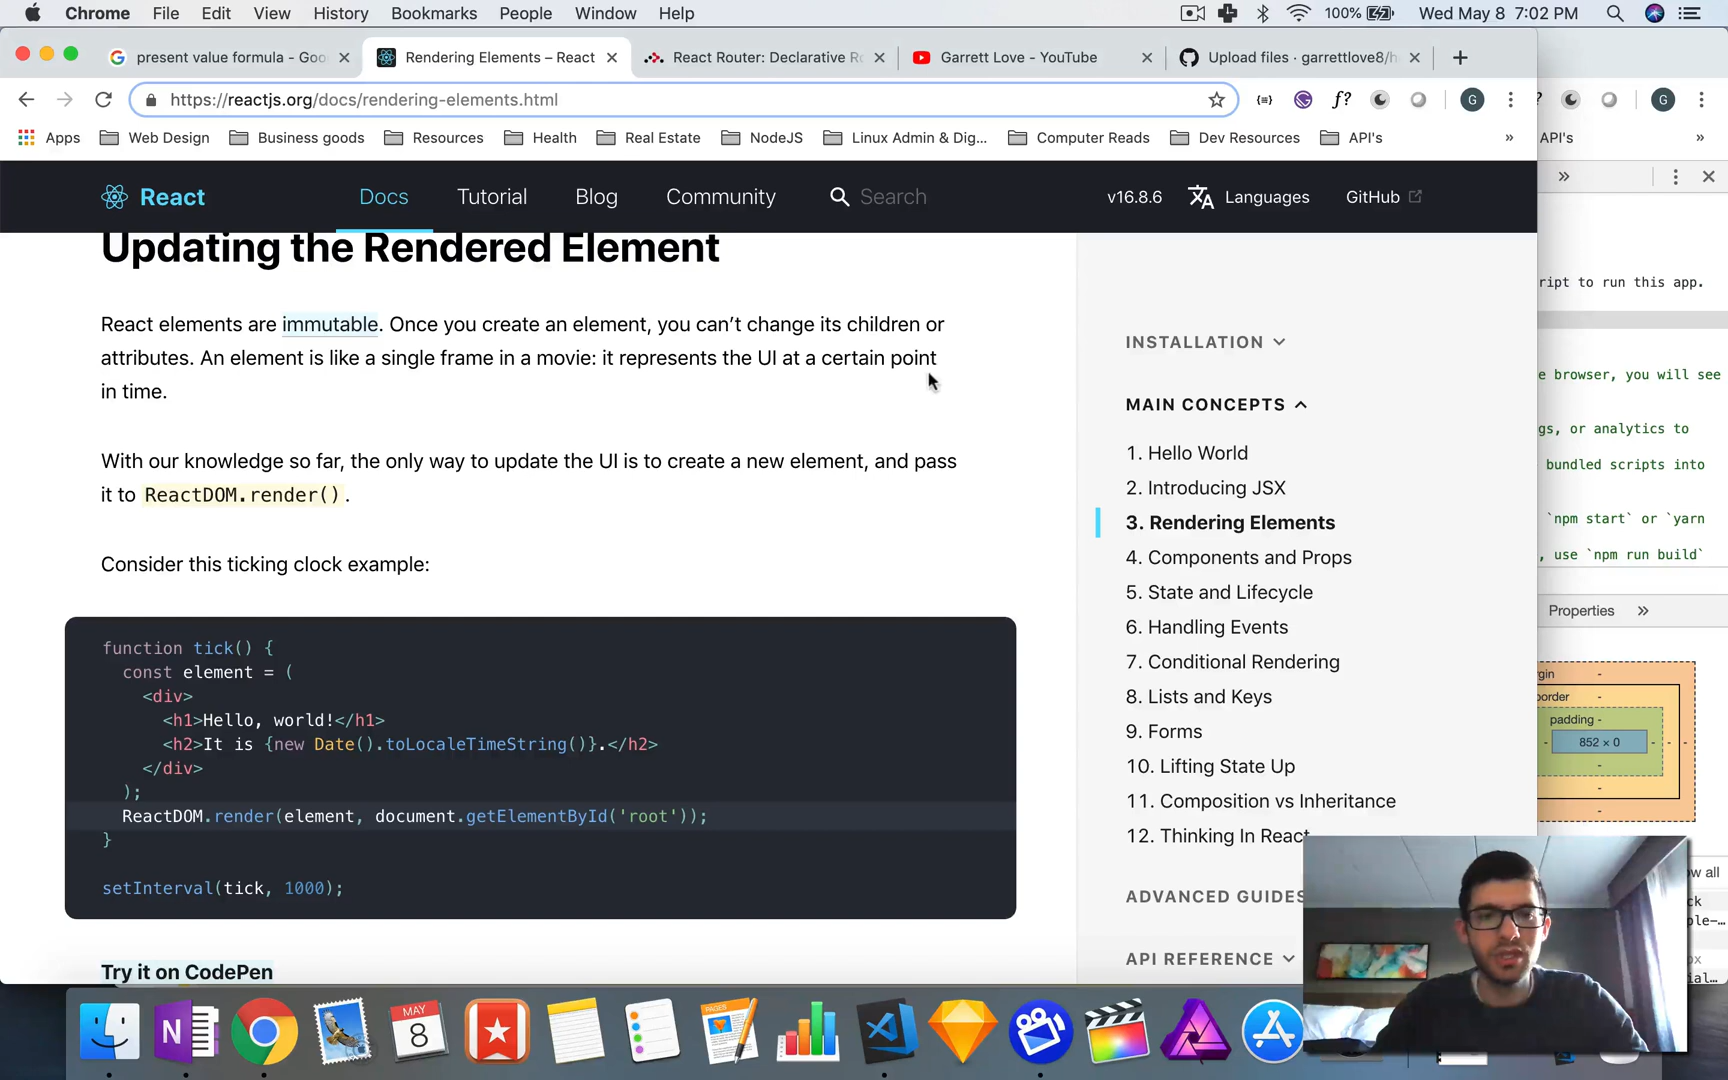 Chrome File Edit View History Bookmarks People Window Help 100% Wed May 8 7:02 PM
present value formula - Goo Rendering Elements – React React Router: Declarative Ro Garrett Love - YouTube Upload files · garrettlove8/h
https://reactjs.org/docs/rendering-elements.html f? G ? G
Apps Web Design Business goods Resources Health Real Estate NodeJS Linux Admin & Dig... Computer Reads Dev Resources API's » API's »
React Docs Tutorial Blog Community Search v16.8.6 Languages GitHub
Updating the Rendered Element
React elements are immutable. Once you create an element, you can’t change its children or
attributes. An element is like a single frame in a movie: it represents the UI at a certain point
in time.
With our knowledge so far, the only way to update the UI is to create a new element, and pass
it to ReactDOM.render().
Consider this ticking clock example:
function tick() {
const element = (
<div>
<h1>Hello, world!</h1>
<h2>It is {new Date().toLocaleTimeString()}.</h2>
</div>
);
ReactDOM.render(element, document.getElementById('root'));
}
setInterval(tick, 1000);
Try it on CodePen
INSTALLATION
MAIN CONCEPTS
1. Hello World
2. Introducing JSX
3. Rendering Elements
4. Components and Props
5. State and Lifecycle
6. Handling Events
7. Conditional Rendering
8. Lists and Keys
9. Forms
10. Lifting State Up
11. Composition vs Inheritance
12. Thinking In React
ADVANCED GUIDES
API REFERENCE
»
ript to run this app.
e browser, you will see
gs, or analytics to
bundled scripts into
`npm start` or `yarn
, use `npm run build`
Properties »
gin -
order -
padding -
- 852 × 0 - - -
-
-
-
ow all
ck
ole-...
ox
ial...
N
MAY
8
PAGES